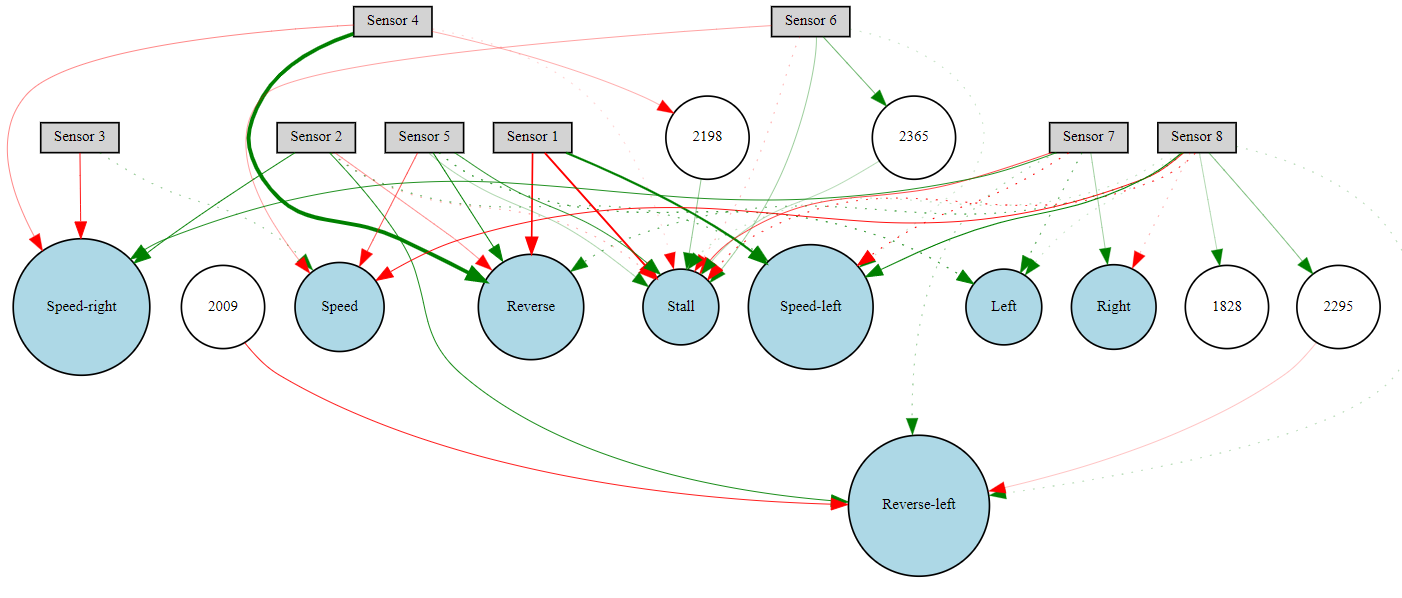 Sensor 4
Sensor 6
Sensor 3
Sensor 2
Sensor 5
Sensor 1
2198
2365
Sensor 7
Sensor 8
Speed-right
2009
Speed
Reverse
Stall
Speed-left
Left
Right
1828
2295
Reverse-left